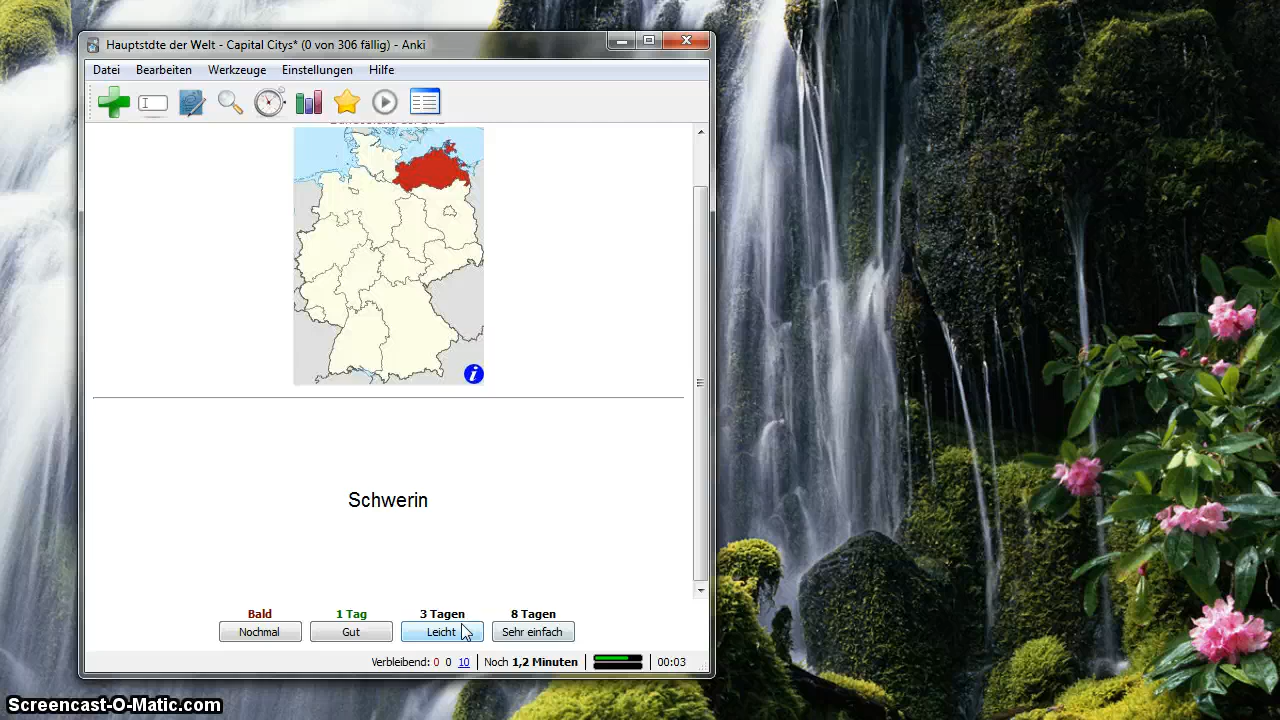 Hauptstdte der Welt - Capital Citys* (0 von 306 fällig) - Anki
Datei Bearbeiten Werkzeuge Einstellungen Hilfe
i
Schwerin
Bald 1 Tag 3 Tagen 8 Tagen
Nochmal Gut Leicht Sehr einfach
Verbleibend: 0 0 10 Noch 1,2 Minuten 00:03
Screencast-O-Matic.com